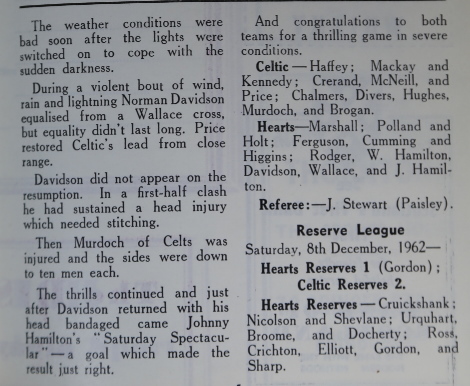 The weather conditions were
bad soon after the lights were
switched on to cope with the
sudden darkness.
During a violent bout of wind,
rain and lightning Norman Davidson
equalised from a Wallace cross,
but equality didn't last long. Price
restored Celtic's lead from close
range.
Davidson did not appear on the
resumption. In a first-half clash
he had sustained a head injury
which needed stitching.
Then Murdoch of Celts was
injured and the sides were down
to ten men each.
The thrills continued and just
after Davidson returned with his
head bandaged came Johnny
Hamilton's "Saturday Spectacu-
lar"—a goal which made the
result just right.
And congratulations to both
teams for a thrilling game in severe
conditions.
Celtic—Haffey; Mackay and
Kennedy; Crerand, McNeill, and
Price; Chalmers, Divers, Hughes,
Murdoch, and Brogan.
Hearts—Marshall; Polland and
Holt; Ferguson, Cumming and
Higgins; Rodger, W. Hamilton,
Davidson, Wallace, and J. Hamil-
ton.
Referee:—J. Stewart (Paisley).
Reserve League
Saturday, 8th December, 1962—
Hearts Reserves 1 (Gordon);
Celtic Reserves 2.
Hearts Reserves—Cruickshank;
Nicolson and Shevlane; Urquhart,
Broome, and Docherty; Ross,
Crichton, Elliott, Gordon, and
Sharp.